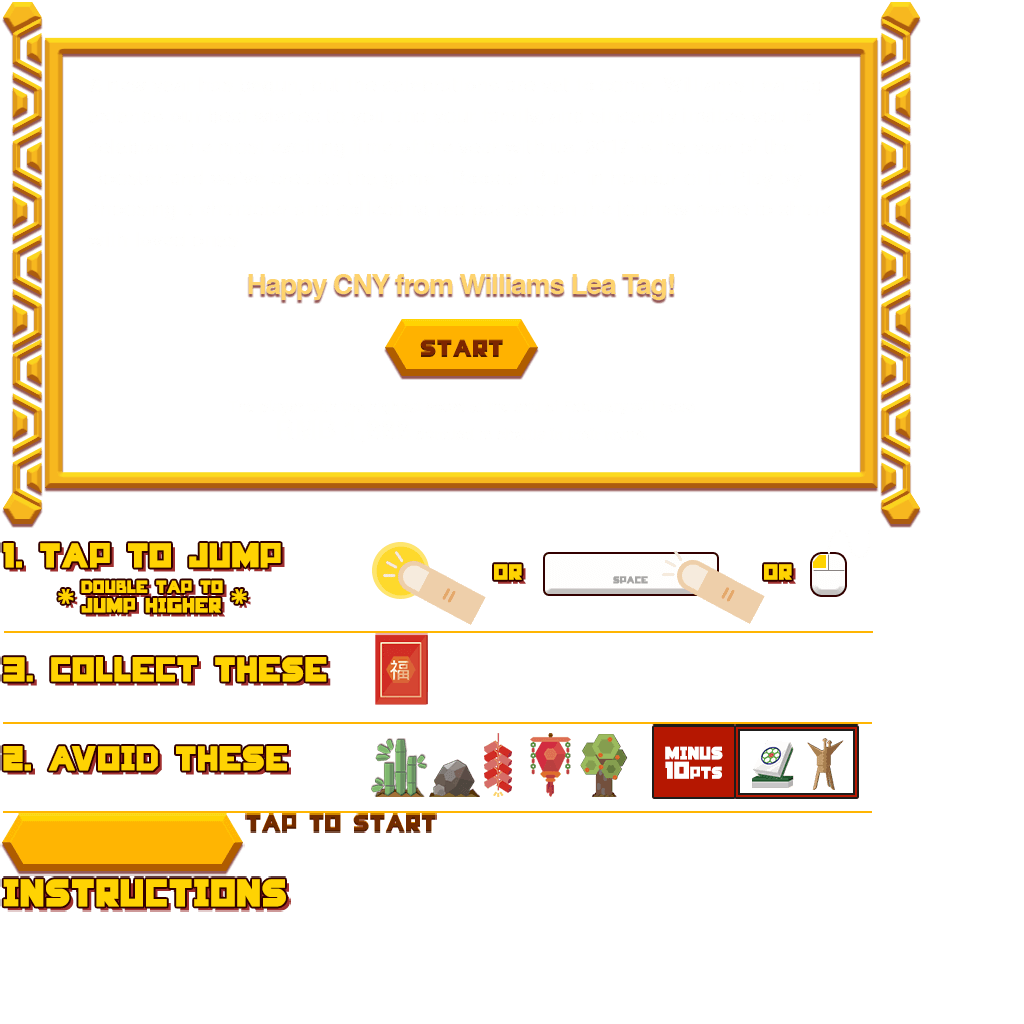 Happy CNY from Williams Lea Tag!
START
1. TAP TO JUMP
* DOUBLE TAP TO
JUMP HIGHER *
OR
SPACE
OR
3. COLLECT THESE
福
2. AVOID THESE
MINUS
10PTS
TAP TO START
INSTRUCTIONS